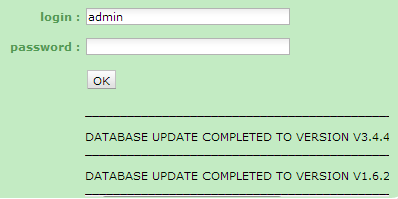 login : admin
password :
OK
DATABASE UPDATE COMPLETED TO VERSION V3.4.4
DATABASE UPDATE COMPLETED TO VERSION V1.6.2